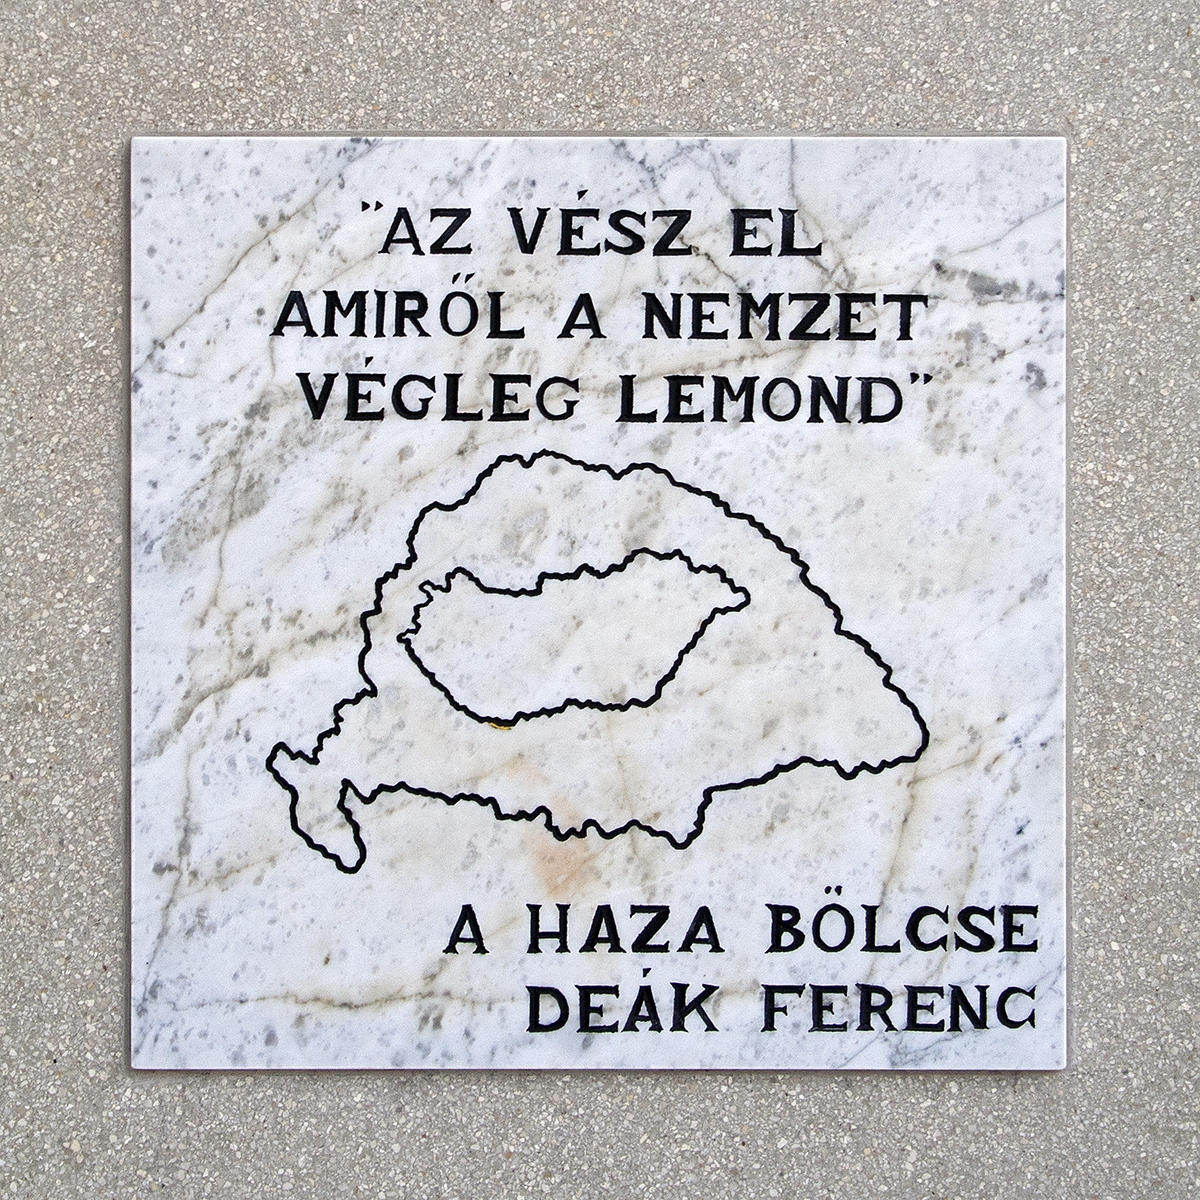 "AZ VÉSZ EL
AMIRŐL A NEMZET
VÉGLEG LEMOND"
A HAZA BÖLCSE
DEÁK FERENC